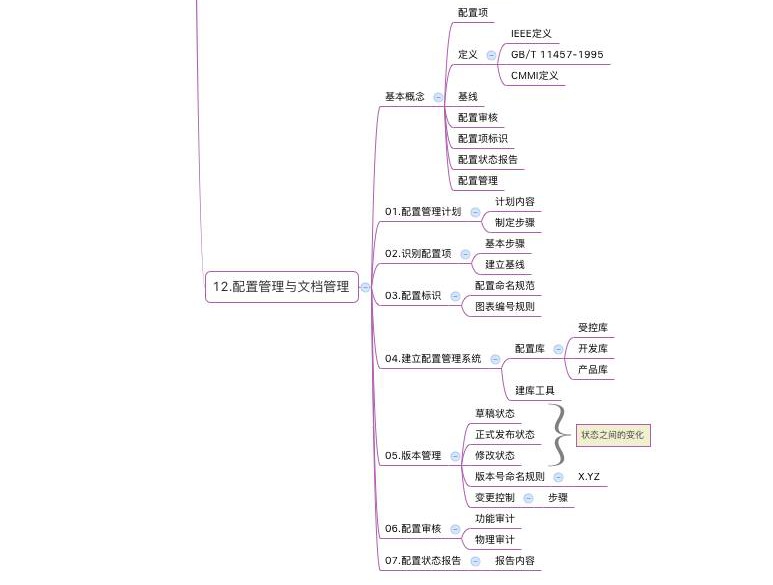 配置项
IEEE定义
定义
GB/T 11457-1995
CMMI定义
基本概念
基线
配置审核
配置项标识
配置状态报告
配置管理
计划内容
01.配置管理计划
制定步骤
基本步骤
02.识别配置项
建立基线
12.配置管理与文档管理
配置命名规范
03.配置标识
图表编号规则
受控库
配置库
开发库
04.建立配置管理系统
产品库
建库工具
草稿状态
正式发布状态
状态之间的变化
05.版本管理
修改状态
版本号命名规则
X.YZ
变更控制
步骤
功能审计
06.配置审核
物理审计
07.配置状态报告
报告内容